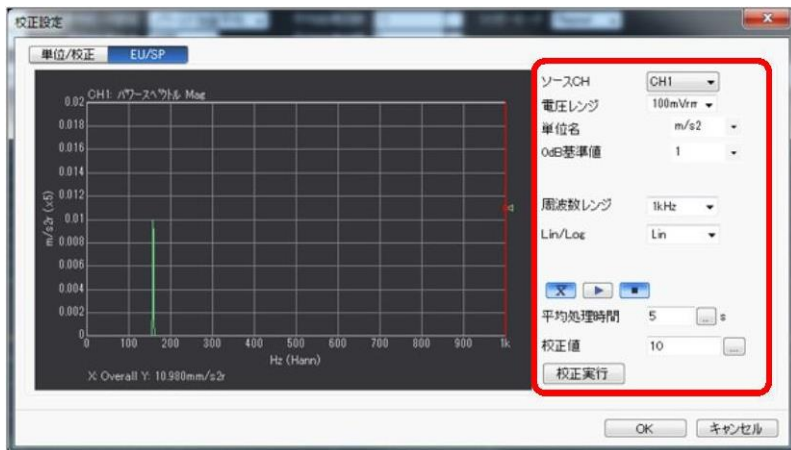 校正設定
単位/校正 EU/SP
CH1: パワースペクトル Mag
0.02
0.018
0.016
0.014
0.012
0.01
0.008
0.006
0.004
0.002
0
m/s2r (x5)
0 100 200 300 400 500 600 700 800 900 1k
Hz (Hann)
X: Overall Y: 10.980mm/s2r
ソースCH CH1
電圧レンジ 100mVrm
単位名 m/s2
0dB基準値 1
周波数レンジ 1kHz
Lin/Log Lin
X
平均処理時間 5 ... s
校正値 10 ...
校正実行
OK キャンセル